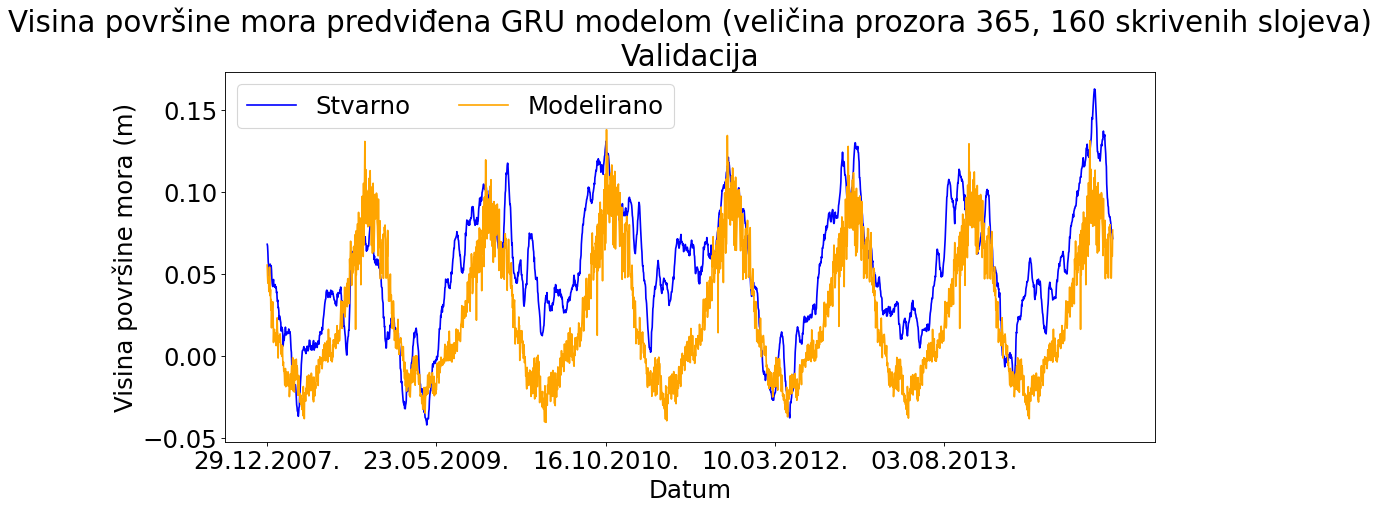 Visina površine mora predviđena GRU modelom (veličina prozora 365, 160 skrivenih slojeva)
Validacija
Stvarno
Modelirano
Visina površine mora (m)
0.15
0.10
0.05
0.00
−0.05
29.12.2007.
23.05.2009.
16.10.2010.
10.03.2012.
03.08.2013.
Datum